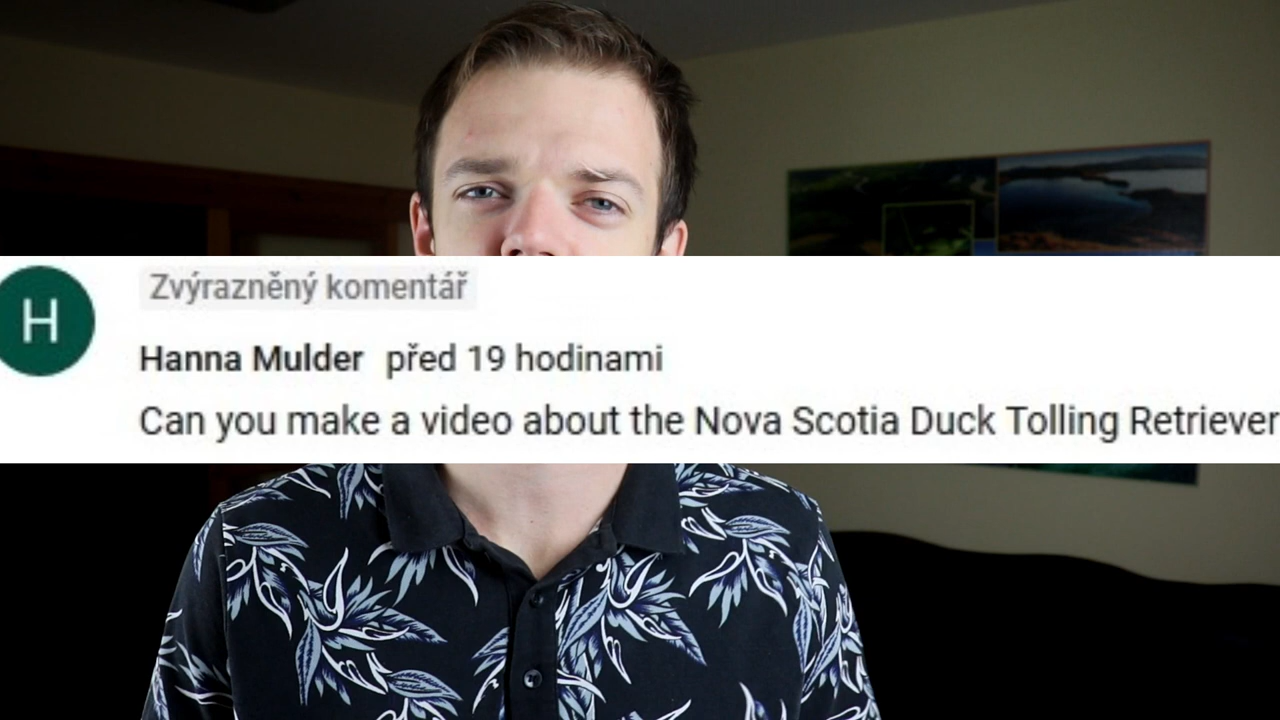 H
Zvýrazněný komentář
Hanna Mulder před 19 hodinami
Can you make a video about the Nova Scotia Duck Tolling Retriever